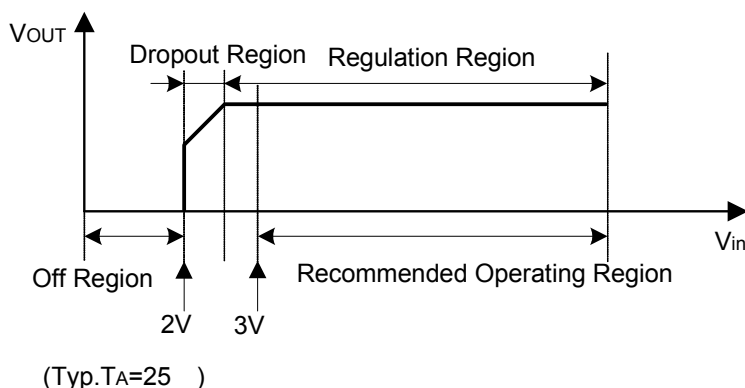 VOUT
Dropout Region
Regulation Region
Vin
Off Region
Recommended Operating Region
2V
3V
(Typ.TA=25 )